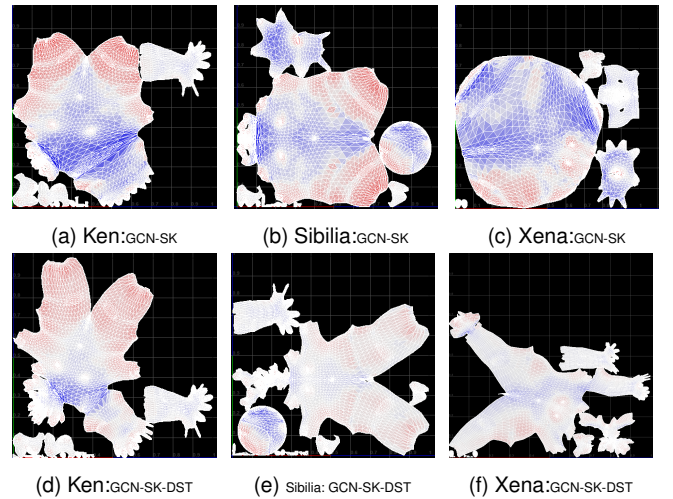 (a) Ken:GCN-SK
(b) Sibilia:GCN-SK
(c) Xena:GCN-SK
(d) Ken:GCN-SK-DST
(e) Sibilia: GCN-SK-DST
(f) Xena:GCN-SK-DST